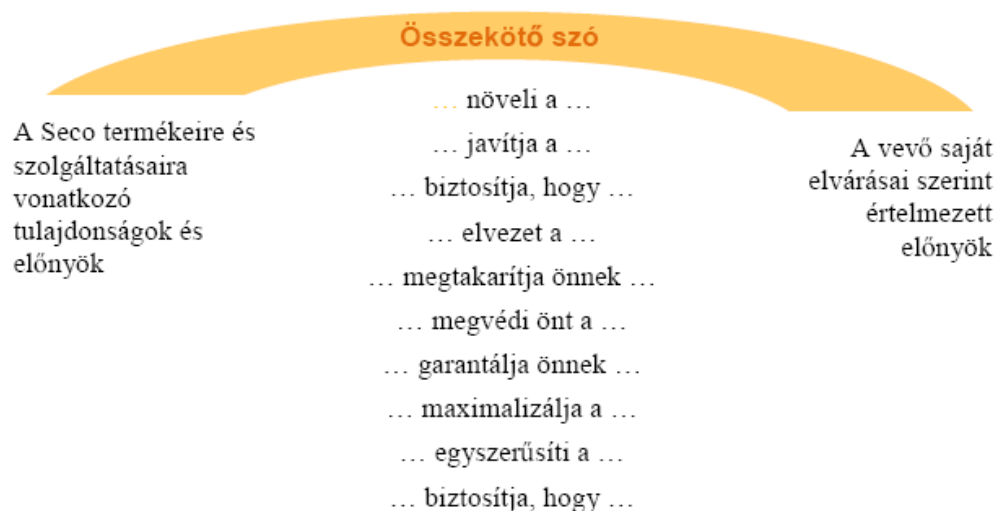 Összekötő szó
A Seco termékeire és
szolgáltatásaira
vonatkozó
tulajdonságok és
előnyök
… növeli a …
… javítja a …
… biztosítja, hogy …
… elvezet a …
… megtakarítja önnek …
… megvédi önt a …
… garantálja önnek …
… maximalizálja a …
… egyszerűsíti a …
… biztosítja, hogy …
A vevő saját
elvárásai szerint
értelmezett
előnyök